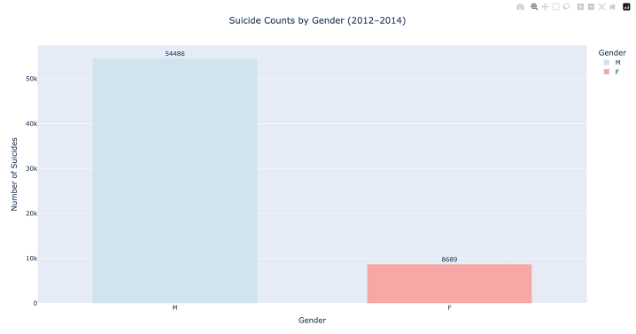 Suicide Counts by Gender (2012–2014)
54486
Gender
M
F
50k
40k
30k
20k
10k
0
Number of Suicides
8689
M
F
Gender